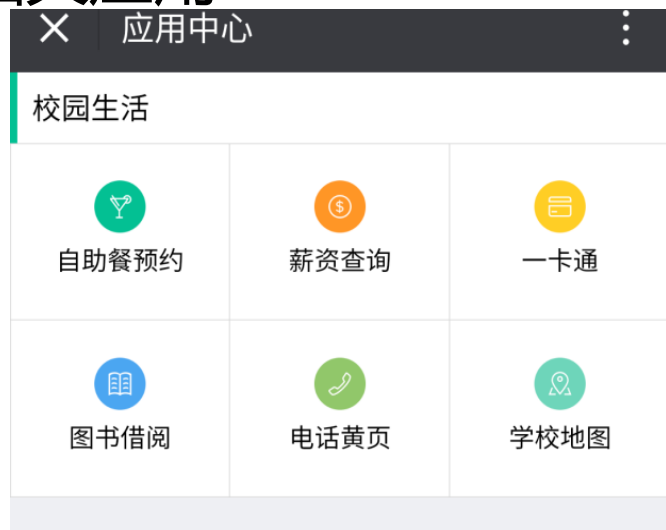 应用中心
校园生活
自助餐预约
薪资查询
一卡通
图书借阅
电话黄页
学校地图